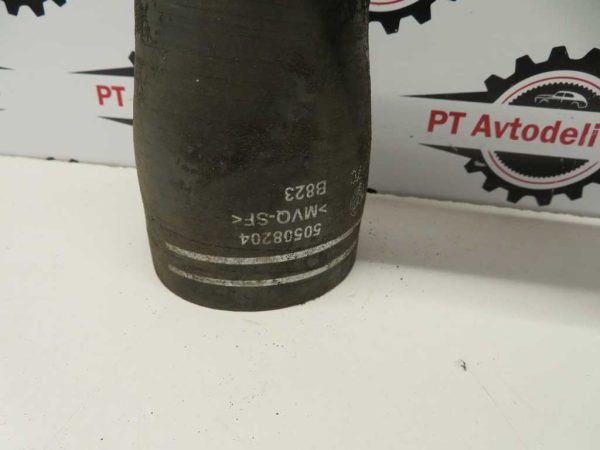 PT A
PT Avtodeli
50508204
>MVQ-SF<
B823